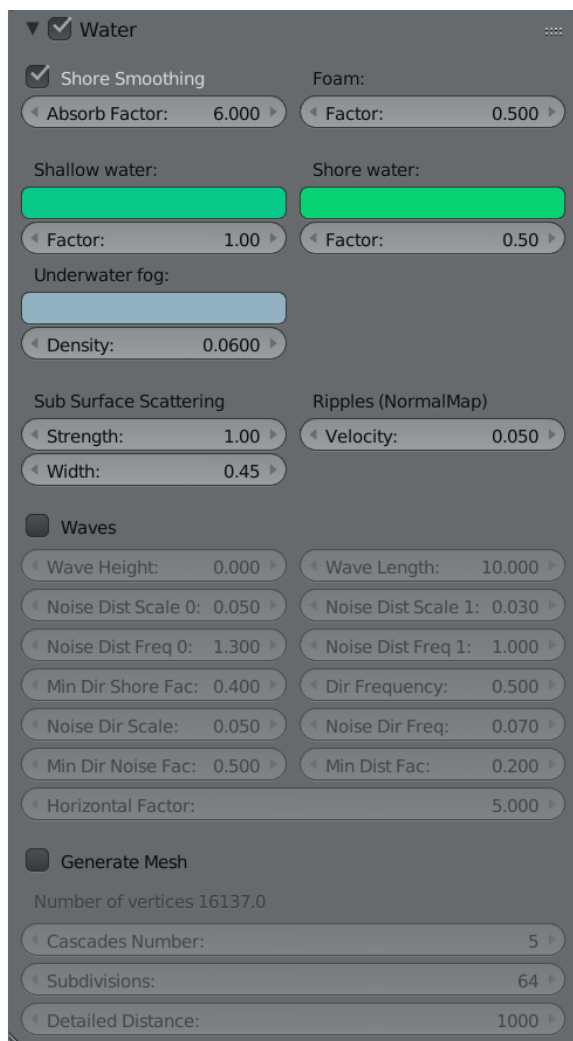 Water
Shore Smoothing Foam:
Absorb Factor: 6.000 Factor: 0.500
Shallow water: Shore water:
Factor: 1.00 Factor: 0.50
Underwater fog:
Density: 0.0600
Sub Surface Scattering Ripples (NormalMap)
Strength: 1.00 Velocity: 0.050
Width: 0.45
Waves
Wave Height: 0.000 Wave Length: 10.000
Noise Dist Scale 0: 0.050 Noise Dist Scale 1: 0.030
Noise Dist Freq 0: 1.300 Noise Dist Freq 1: 1.000
Min Dir Shore Fac: 0.400 Dir Frequency: 0.500
Noise Dir Scale: 0.050 Noise Dir Freq: 0.070
Min Dir Noise Fac: 0.500 Min Dist Fac: 0.200
Horizontal Factor: 5.000
Generate Mesh
Number of vertices 16137.0
Cascades Number: 5
Subdivisions: 64
Detailed Distance: 1000